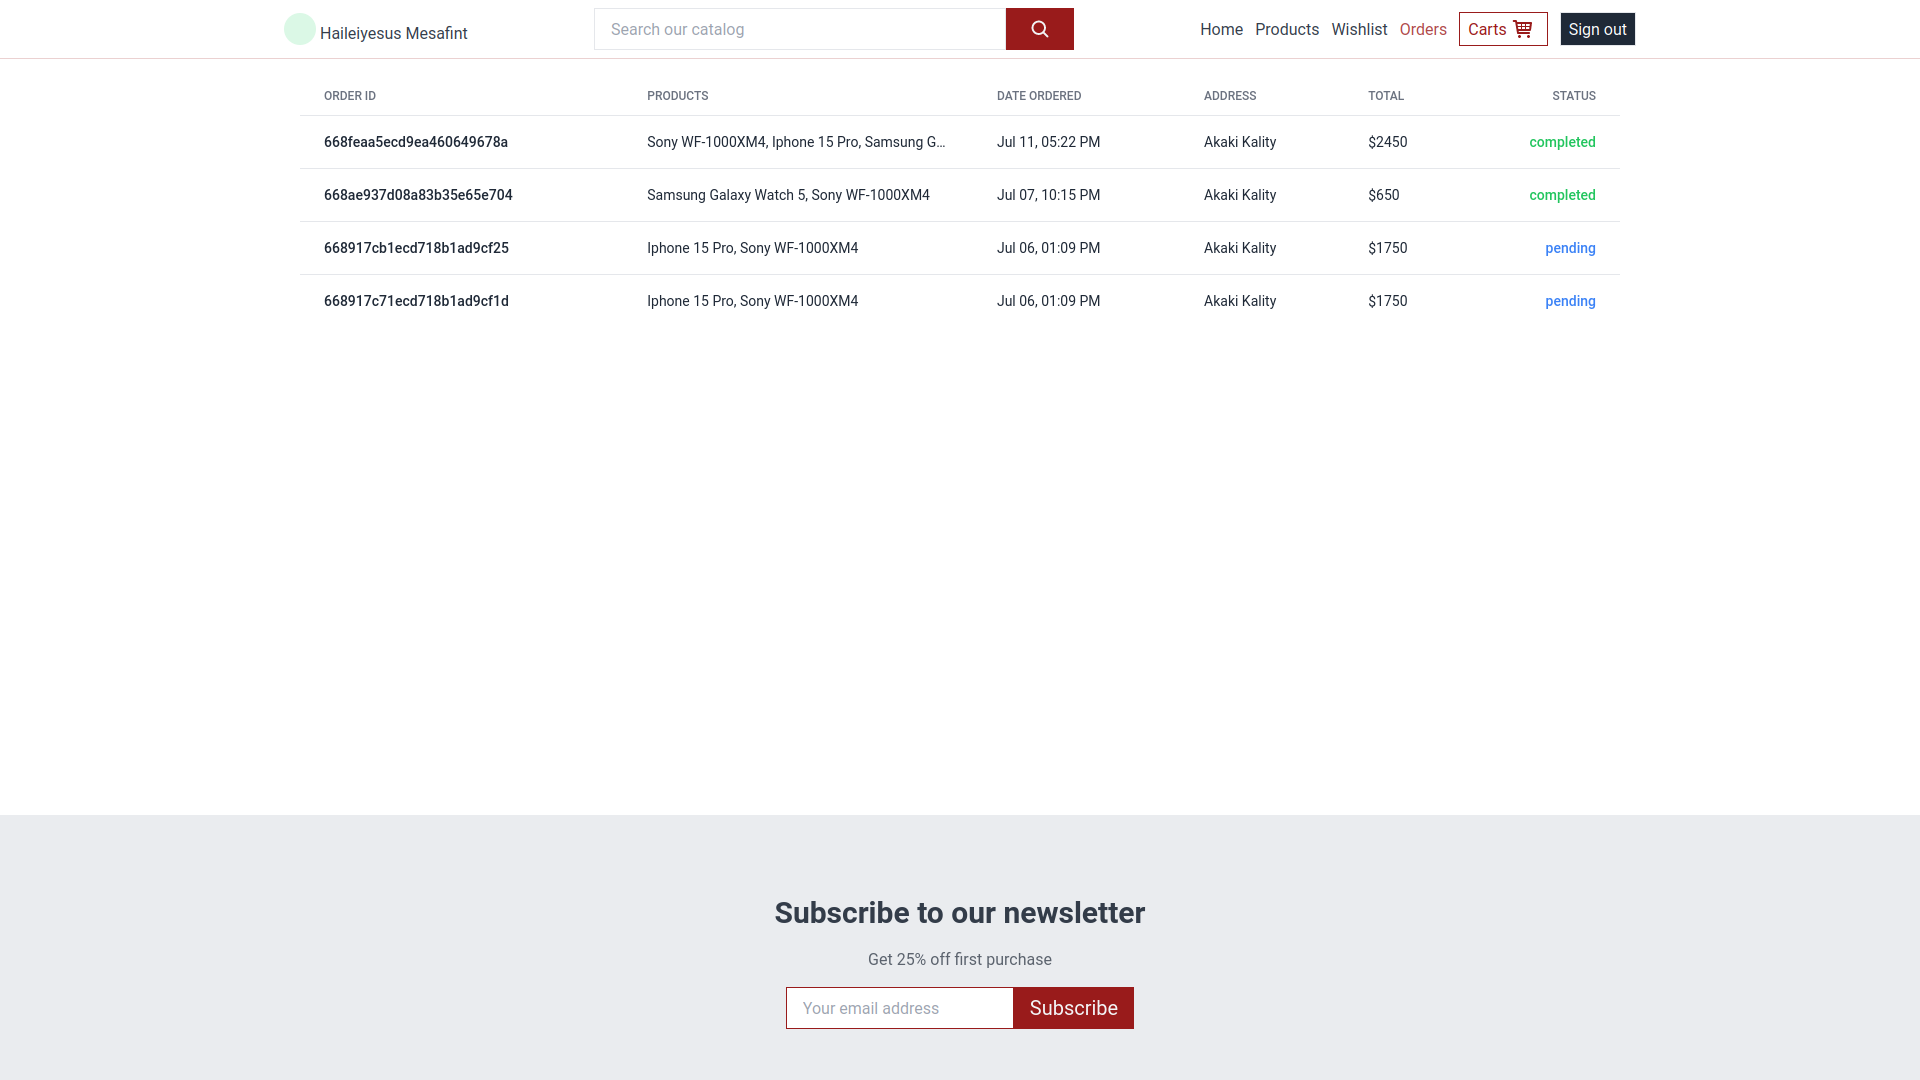 Haileiyesus Mesafint
Search our catalog
Home Products Wishlist Orders Carts Sign out
ORDER ID PRODUCTS DATE ORDERED ADDRESS TOTAL STATUS
668feaa5ecd9ea460649678a Sony WF-1000XM4, Iphone 15 Pro, Samsung G... Jul 11, 05:22 PM Akaki Kality $2450 completed
668ae937d08a83b35e65e704 Samsung Galaxy Watch 5, Sony WF-1000XM4 Jul 07, 10:15 PM Akaki Kality $650 completed
668917cb1ecd718b1ad9cf25 Iphone 15 Pro, Sony WF-1000XM4 Jul 06, 01:09 PM Akaki Kality $1750 pending
668917c71ecd718b1ad9cf1d Iphone 15 Pro, Sony WF-1000XM4 Jul 06, 01:09 PM Akaki Kality $1750 pending
Subscribe to our newsletter
Get 25% off first purchase
Your email address Subscribe